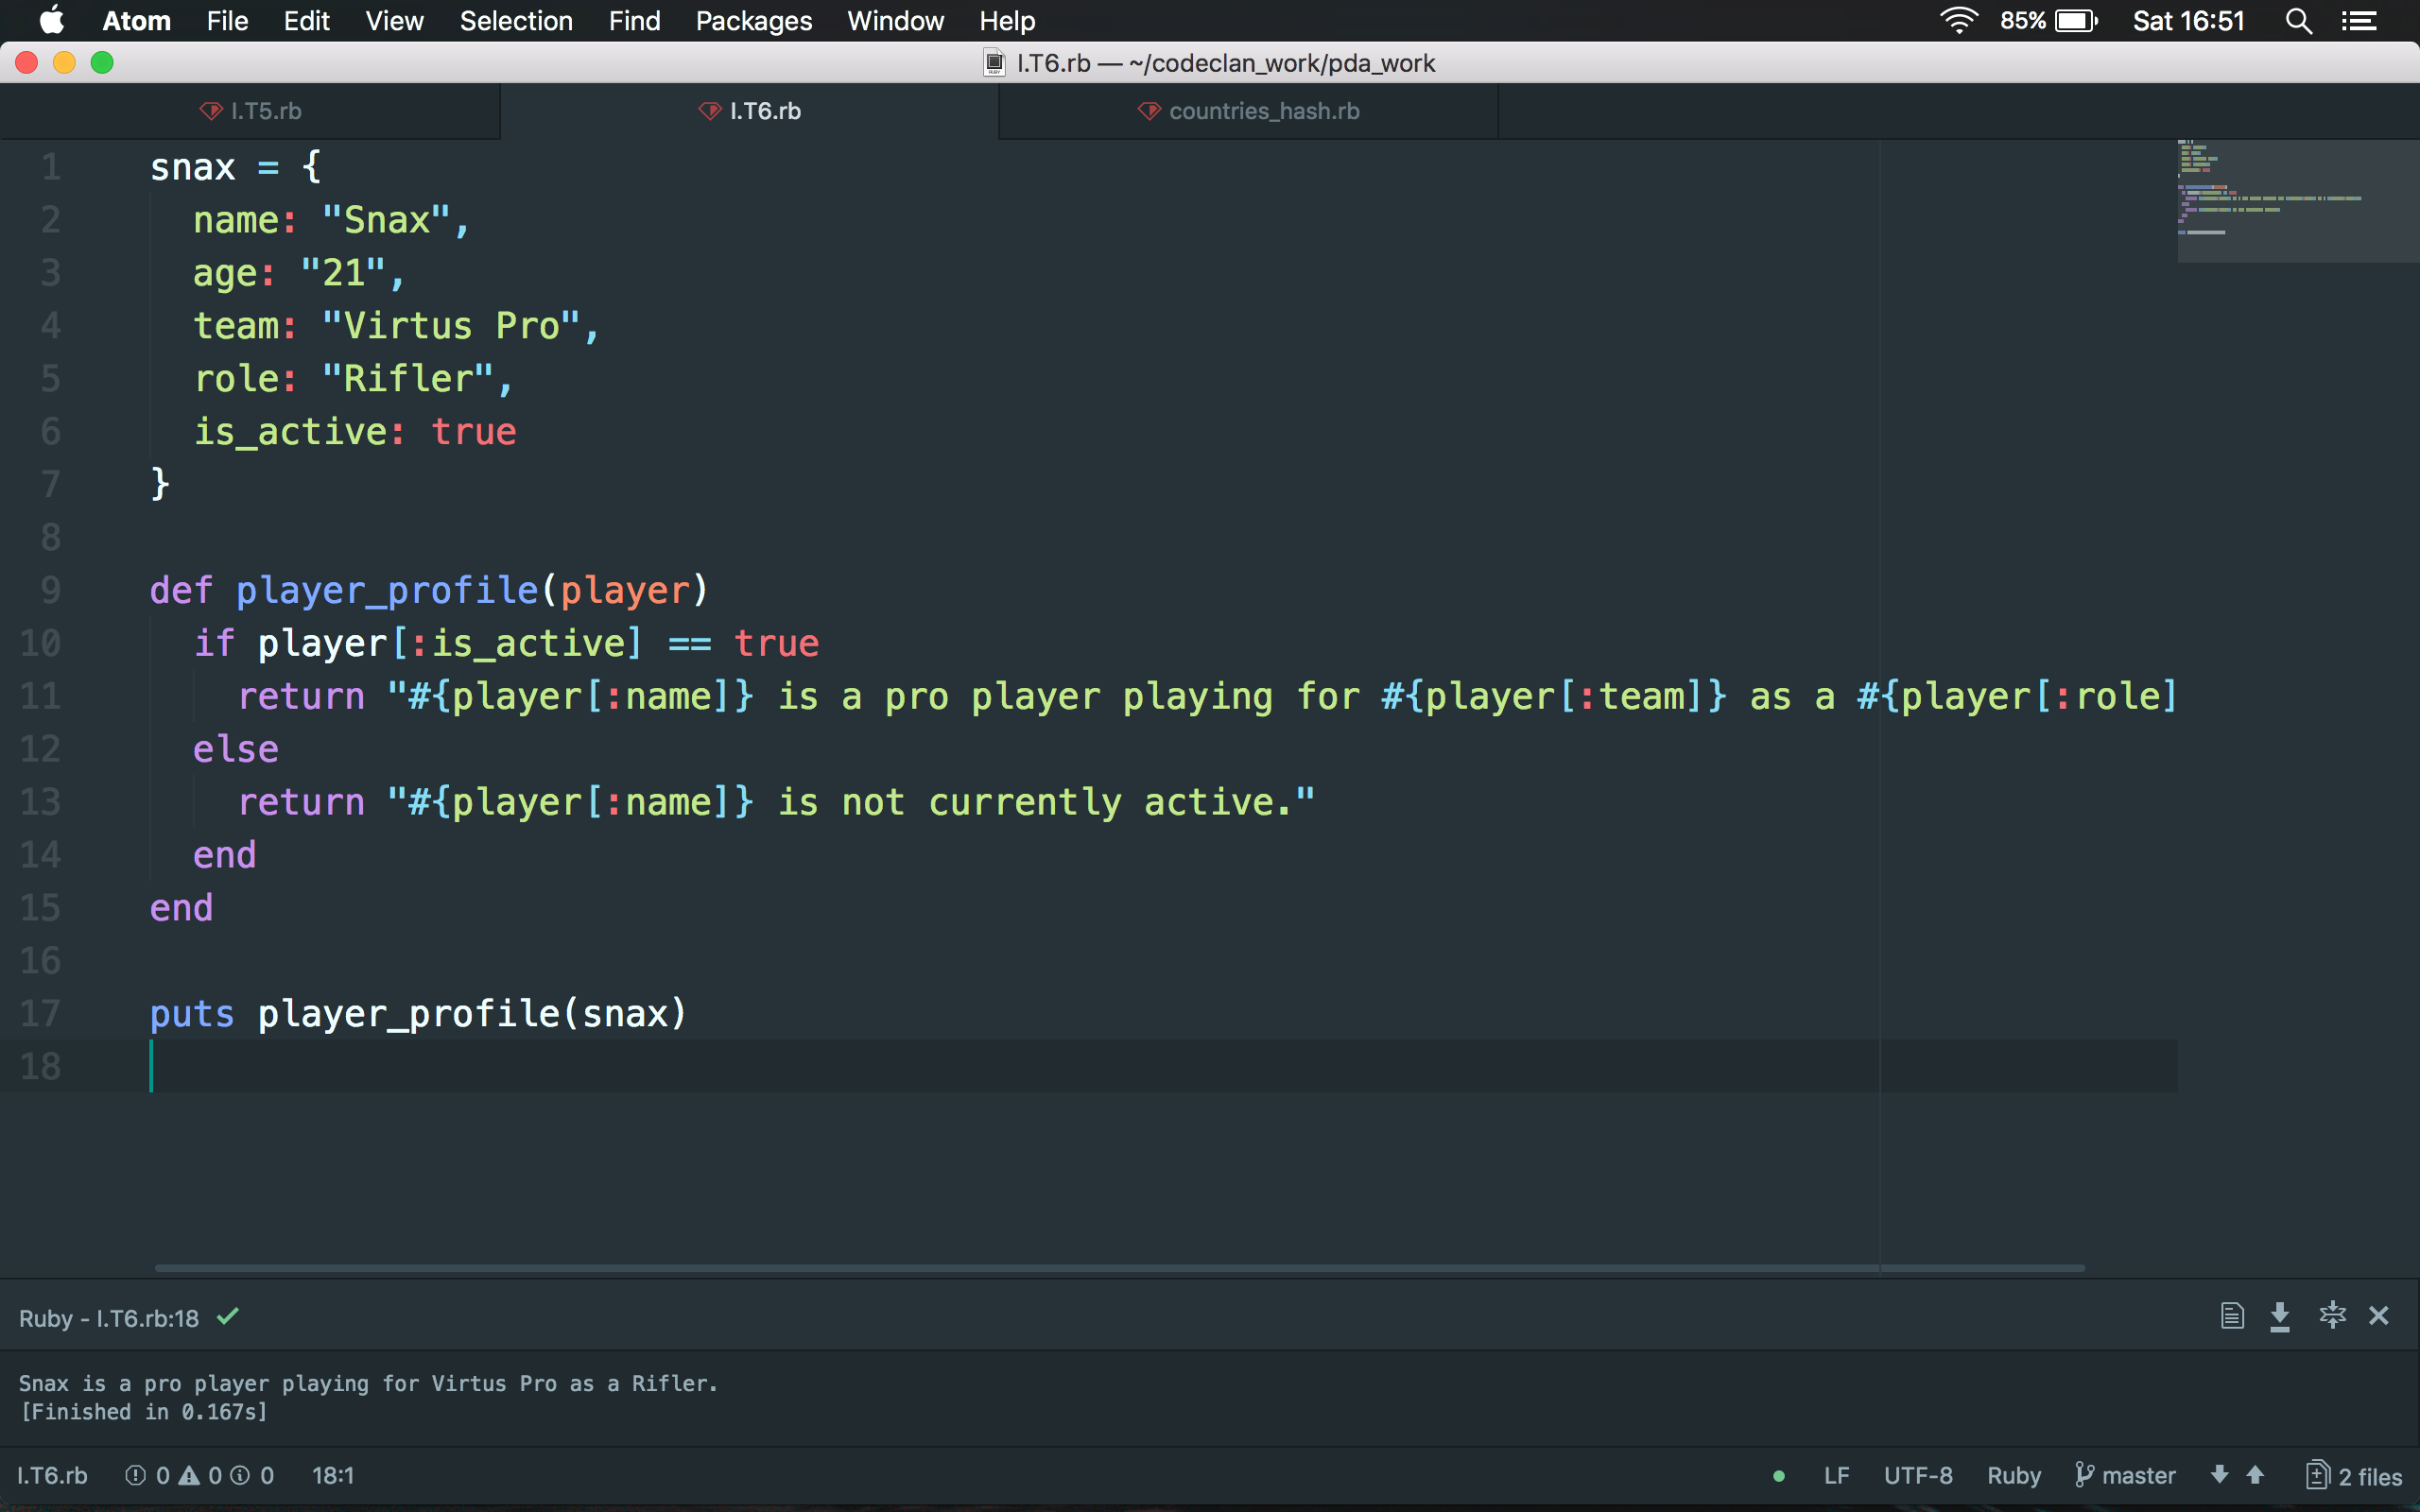 Atom File Edit View Selection Find Packages Window Help 85% Sat 16:51
I.T6.rb — ~/codeclan_work/pda_work
I.T5.rb I.T6.rb countries_hash.rb
1 snax = {
2 name: "Snax",
3 age: "21",
4 team: "Virtus Pro",
5 role: "Rifler",
6 is_active: true
7 }
8
9 def player_profile(player)
10 if player[:is_active] == true
11 return "#{player[:name]} is a pro player playing for #{player[:team]} as a #{player[:role]
12 else
13 return "#{player[:name]} is not currently active."
14 end
15 end
16
17 puts player_profile(snax)
18
Ruby - I.T6.rb:18
Snax is a pro player playing for Virtus Pro as a Rifler.
[Finished in 0.167s]
I.T6.rb 0 0 0 18:1 LF UTF-8 Ruby master 2 files